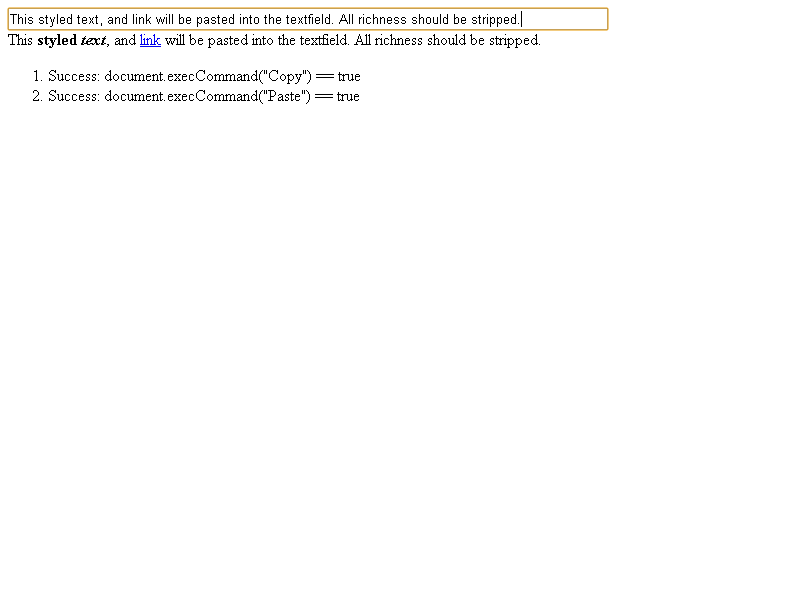 This styled text, and link will be pasted into the textfield. All richness should be stripped.
This styled text, and link will be pasted into the textfield. All richness should be stripped.
1. Success: document.execCommand("Copy") == true
2. Success: document.execCommand("Paste") == true